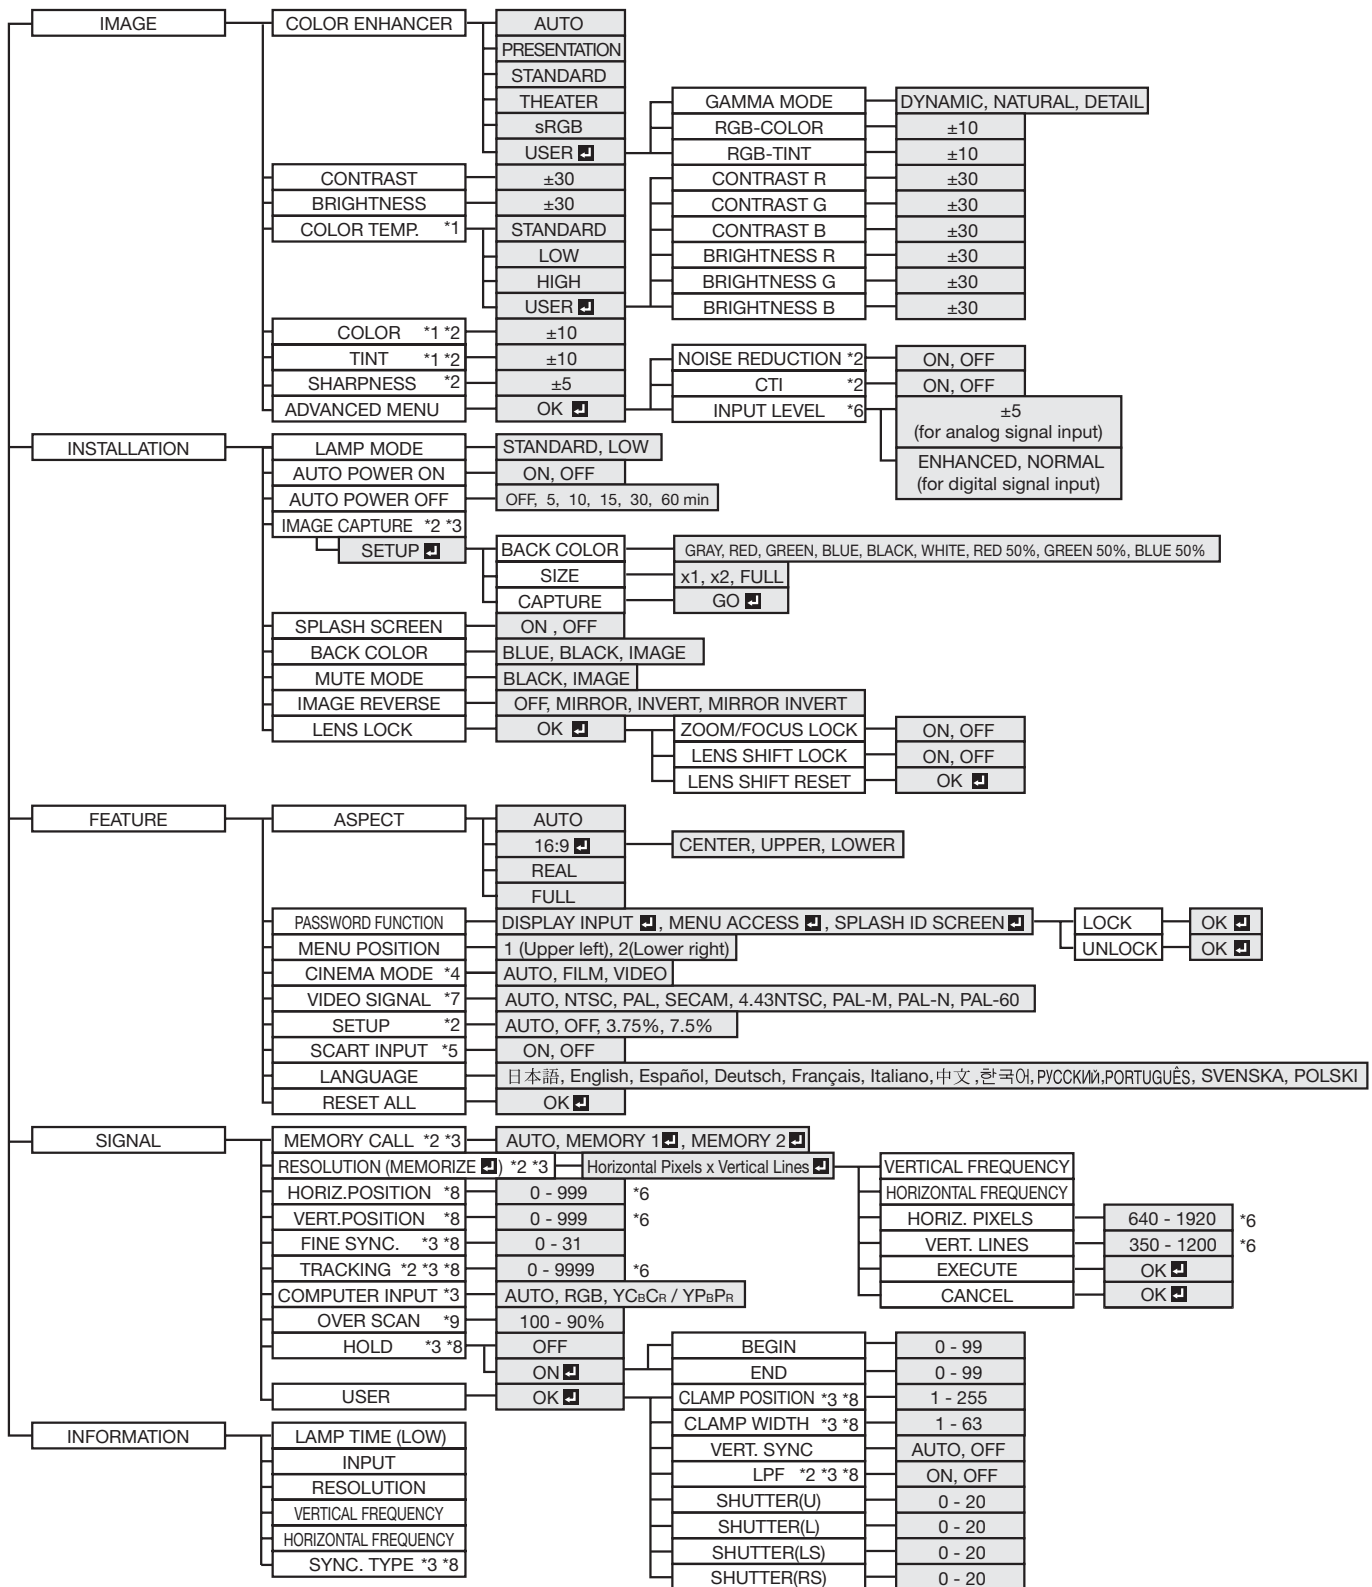 IMAGE COLOR ENHANCER AUTO
PRESENTATION
STANDARD
THEATER GAMMA MODE DYNAMIC, NATURAL, DETAIL
sRGB RGB-COLOR ±10
USER RGB-TINT ±10
CONTRAST ±30 CONTRAST R ±30
BRIGHTNESS ±30 CONTRAST G ±30
COLOR TEMP. *1 STANDARD CONTRAST B ±30
LOW BRIGHTNESS R ±30
HIGH BRIGHTNESS G ±30
USER BRIGHTNESS B ±30
COLOR *1 *2 ±10
TINT *1 *2 ±10 NOISE REDUCTION *2 ON, OFF
SHARPNESS *2 ±5 CTI *2 ON, OFF
ADVANCED MENU OK INPUT LEVEL *6 ±5
(for analog signal input)
ENHANCED, NORMAL
(for digital signal input)
INSTALLATION LAMP MODE STANDARD, LOW
AUTO POWER ON ON, OFF
AUTO POWER OFF OFF, 5, 10, 15, 30, 60 min
IMAGE CAPTURE *2 *3
SETUP BACK COLOR GRAY, RED, GREEN, BLUE, BLACK, WHITE, RED 50%, GREEN 50%, BLUE 50%
SIZE x1, x2, FULL
CAPTURE GO
SPLASH SCREEN ON , OFF
BACK COLOR BLUE, BLACK, IMAGE
MUTE MODE BLACK, IMAGE
IMAGE REVERSE OFF, MIRROR, INVERT, MIRROR INVERT
LENS LOCK OK ZOOM/FOCUS LOCK ON, OFF
LENS SHIFT LOCK ON, OFF
LENS SHIFT RESET OK
FEATURE ASPECT AUTO
16:9 CENTER, UPPER, LOWER
REAL
FULL
PASSWORD FUNCTION DISPLAY INPUT , MENU ACCESS , SPLASH ID SCREEN LOCK OK
UNLOCK OK
MENU POSITION 1 (Upper left), 2(Lower right)
CINEMA MODE *4 AUTO, FILM, VIDEO
VIDEO SIGNAL *7 AUTO, NTSC, PAL, SECAM, 4.43NTSC, PAL-M, PAL-N, PAL-60
SETUP *2 AUTO, OFF, 3.75%, 7.5%
SCART INPUT *5 ON, OFF
LANGUAGE 日本語, English, Español, Deutsch, Français, Italiano,中文 ,한국어, РУССКИЙ,PORTUGUÊS, SVENSKA, POLSKI
RESET ALL OK
SIGNAL MEMORY CALL *2 *3 AUTO, MEMORY 1 , MEMORY 2
RESOLUTION (MEMORIZE ) *2 *3 Horizontal Pixels x Vertical Lines VERTICAL FREQUENCY
HORIZ.POSITION *8 0 - 999 *6 HORIZONTAL FREQUENCY
VERT.POSITION *8 0 - 999 *6 HORIZ. PIXELS 640 - 1920 *6
FINE SYNC. *3 *8 0 - 31 VERT. LINES 350 - 1200 *6
TRACKING *2 *3 *8 0 - 9999 *6 EXECUTE OK
COMPUTER INPUT *3 AUTO, RGB, YCBCR / YPBPR CANCEL OK
OVER SCAN *9 100 - 90%
HOLD *3 *8 OFF BEGIN 0 - 99
ON END 0 - 99
USER OK CLAMP POSITION *3 *8 1 - 255
CLAMP WIDTH *3 *8 1 - 63
INFORMATION LAMP TIME (LOW) VERT. SYNC AUTO, OFF
INPUT LPF *2 *3 *8 ON, OFF
RESOLUTION SHUTTER(U) 0 - 20
VERTICAL FREQUENCY SHUTTER(L) 0 - 20
HORIZONTAL FREQUENCY SHUTTER(LS) 0 - 20
SYNC. TYPE *3 *8 SHUTTER(RS) 0 - 20